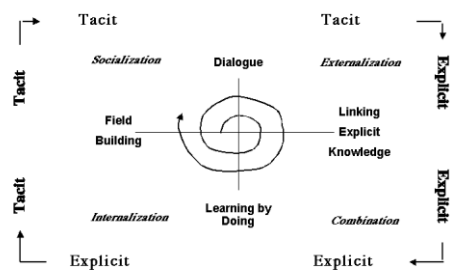 Tacit
Tacit
Socialization
Dialogue
Externalization
Tacit
Explicit
Field
Building
Linking
Explicit
Knowledge
Tacit
Explicit
Internalization
Learning by
Doing
Combination
Explicit
Explicit